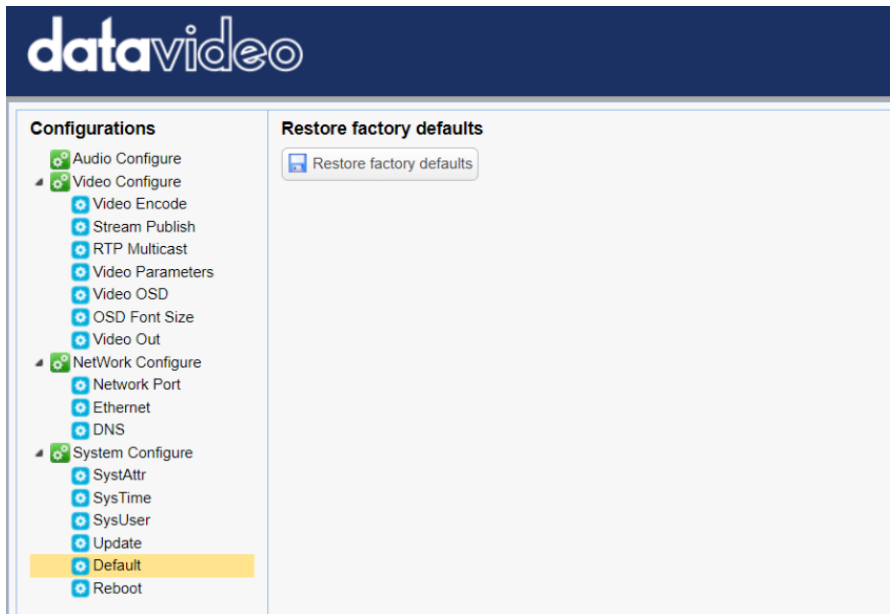 datavideo
Configurations
Audio Configure
Video Configure
Video Encode
Stream Publish
RTP Multicast
Video Parameters
Video OSD
OSD Font Size
Video Out
NetWork Configure
Network Port
Ethernet
DNS
System Configure
SystAttr
SysTime
SysUser
Update
Default
Reboot
Restore factory defaults
Restore factory defaults